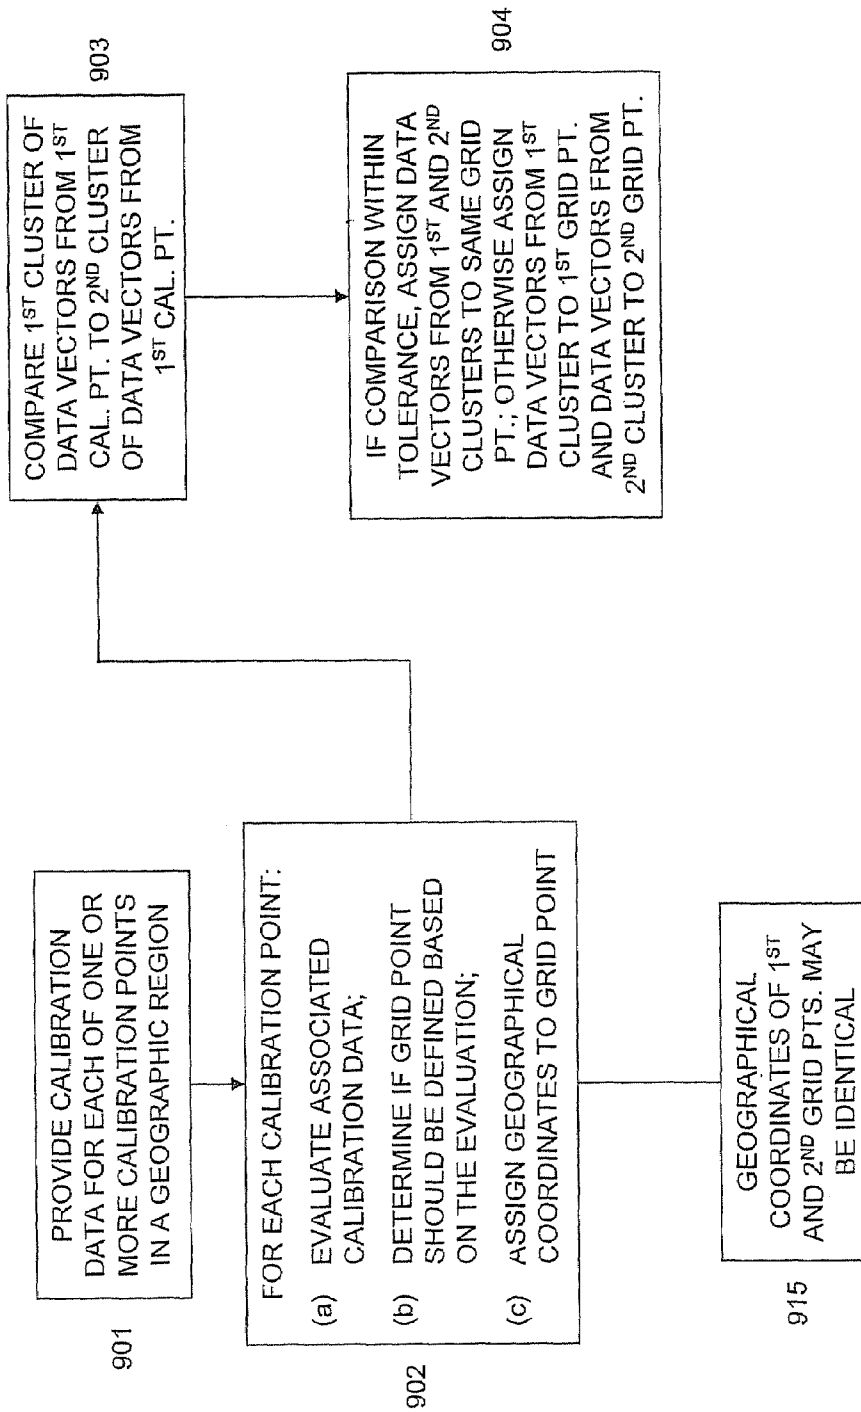 901
PROVIDE CALIBRATION
DATA FOR EACH OF ONE OR
MORE CALIBRATION POINTS
IN A GEOGRAPHIC REGION
902
FOR EACH CALIBRATION POINT:
(a) EVALUATE ASSOCIATED
CALIBRATION DATA;
(b) DETERMINE IF GRID POINT
SHOULD BE DEFINED BASED
ON THE EVALUATION;
(c) ASSIGN GEOGRAPHICAL
COORDINATES TO GRID POINT
915
GEOGRAPHICAL
COORDINATES OF 1ST
AND 2ND GRID PTS. MAY
BE IDENTICAL
903
COMPARE 1ST CLUSTER OF
DATA VECTORS FROM 1ST
CAL. PT. TO 2ND CLUSTER
OF DATA VECTORS FROM
1ST CAL. PT.
904
IF COMPARISON WITHIN
TOLERANCE, ASSIGN DATA
VECTORS FROM 1ST AND 2ND
CLUSTERS TO SAME GRID
PT.; OTHERWISE ASSIGN
DATA VECTORS FROM 1ST
CLUSTER TO 1ST GRID PT.
AND DATA VECTORS FROM
2ND CLUSTER TO 2ND GRID PT.